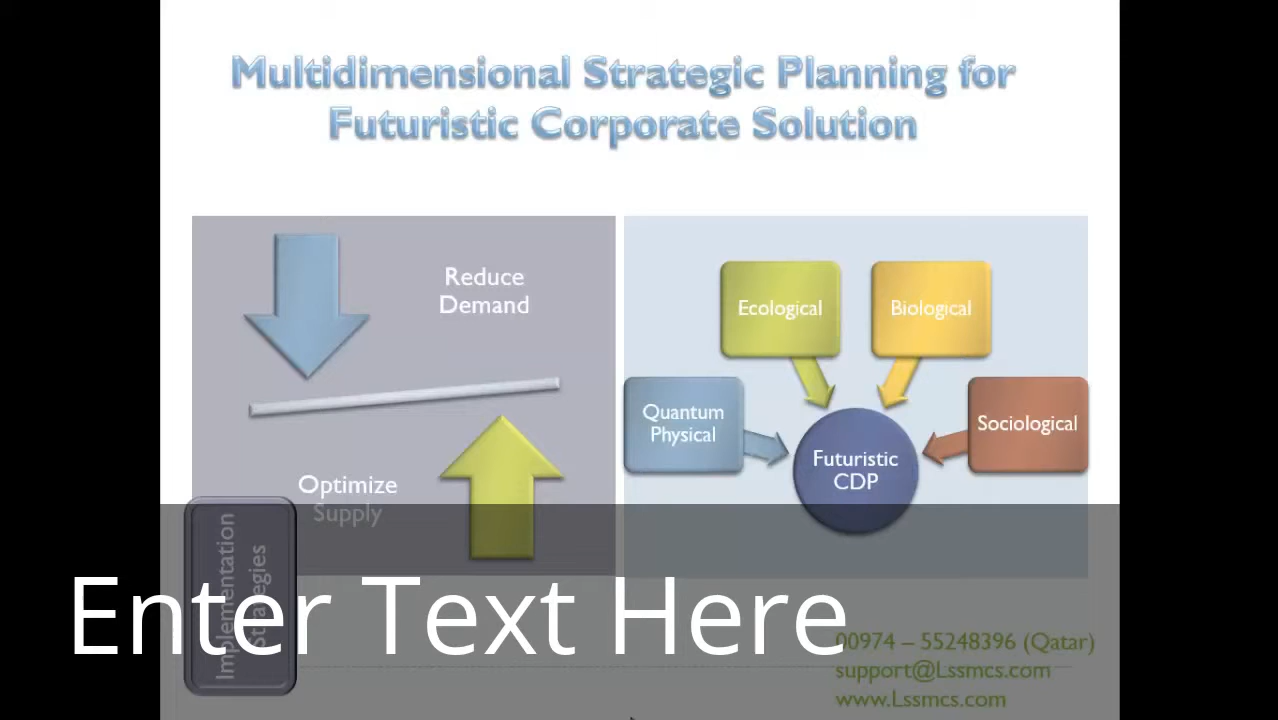 Multidimensional Strategic Planning for
Futuristic Corporate Solution
Reduce
Demand
Optimize
Supply
Ecological
Biological
Quantum
Physical
Sociological
Futuristic
CDP
Implementation
Strategies
Enter Text Here
00974 – 55248396 (Qatar)
support@Lssmcs.com
www.Lssmcs.com